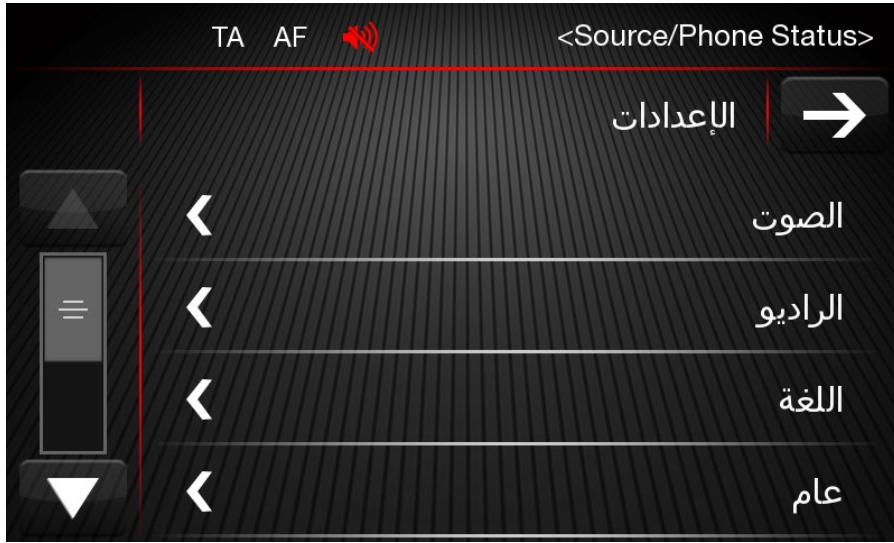 TA AF <Source/Phone Status>
الإعدادات
الصوت
الراديو
اللغة
عام